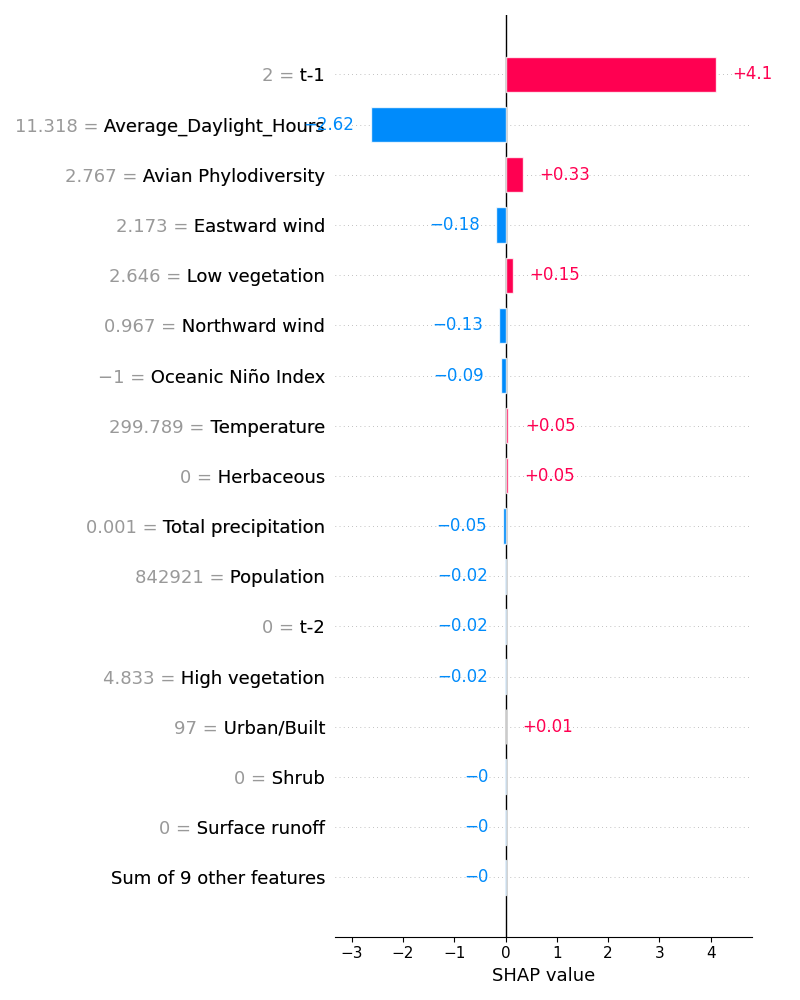 2 = t-1 +4.1
11.318 = Average_Daylight_Hours −2.62
2.767 = Avian Phylodiversity +0.33
2.173 = Eastward wind −0.18
2.646 = Low vegetation +0.15
0.967 = Northward wind −0.13
−1 = Oceanic Niño Index −0.09
299.789 = Temperature +0.05
0 = Herbaceous +0.05
0.001 = Total precipitation −0.05
842921 = Population −0.02
0 = t-2 −0.02
4.833 = High vegetation −0.02
97 = Urban/Built +0.01
0 = Shrub −0
0 = Surface runoff −0
Sum of 9 other features −0
−3 −2 −1 0 1 2 3 4
SHAP value